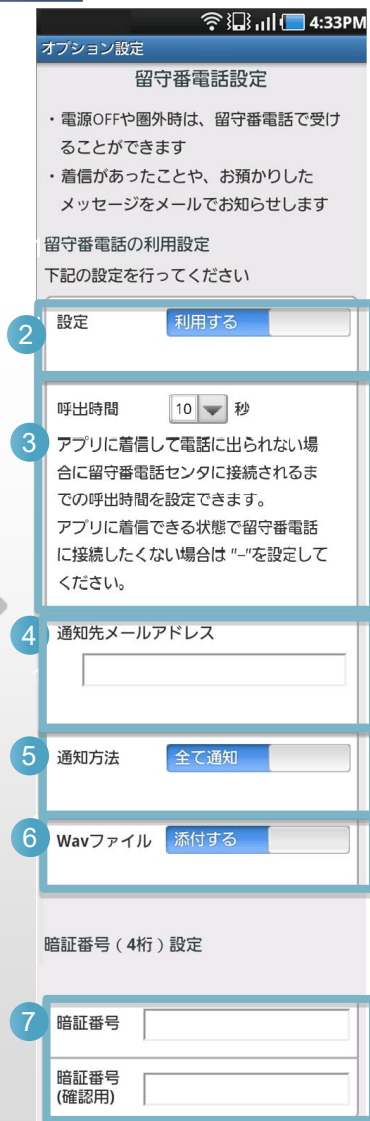 4:33PM
オプション設定
留守番電話設定
・電源OFFや圏外時は、留守番電話で受け
ることができます
・着信があったことや、お預かりした
メッセージをメールでお知らせします
留守番電話の利用設定
下記の設定を行ってください
2
設定 利用する
呼出時間 10 秒
3
アプリに着信して電話に出られない場
合に留守番電話センタに接続されるま
での呼出時間を設定できます。
アプリに着信できる状態で留守番電話
に接続したくない場合は "–"を設定して
ください。
4
通知先メールアドレス
5
通知方法 全て通知
6
Wavファイル 添付する
暗証番号（4桁）設定
7
暗証番号
暗証番号
(確認用)